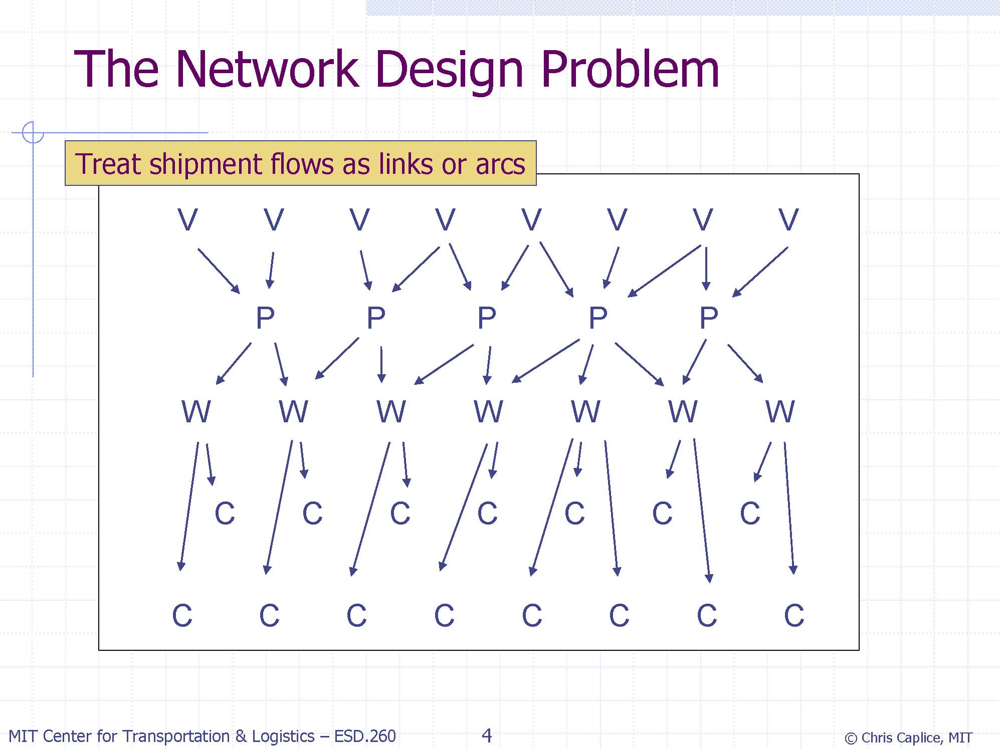 The Network Design Problem
Treat shipment flows as links or arcs
V V V V V V V V
P P P P P
W W W W W W W
C C C C C C C
C C C C C C C C
MIT Center for Transportation & Logistics – ESD.260 4 © Chris Caplice, MIT